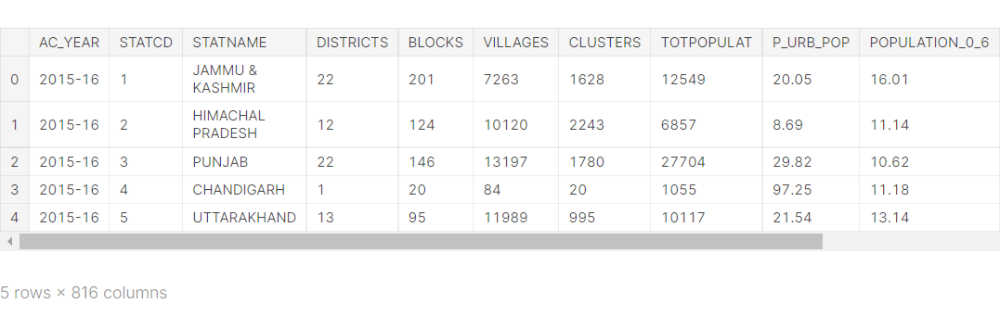 AC_YEAR STATCD STATNAME DISTRICTS BLOCKS VILLAGES CLUSTERS TOTPOPULAT P_URB_POP POPULATION_0_6
0 2015-16 1 JAMMU & KASHMIR 22 201 7263 1628 12549 20.05 16.01
1 2015-16 2 HIMACHAL PRADESH 12 124 10120 2243 6857 8.69 11.14
2 2015-16 3 PUNJAB 22 146 13197 1780 27704 29.82 10.62
3 2015-16 4 CHANDIGARH 1 20 84 20 1055 97.25 11.18
4 2015-16 5 UTTARAKHAND 13 95 11989 995 10117 21.54 13.14
5 rows × 816 columns